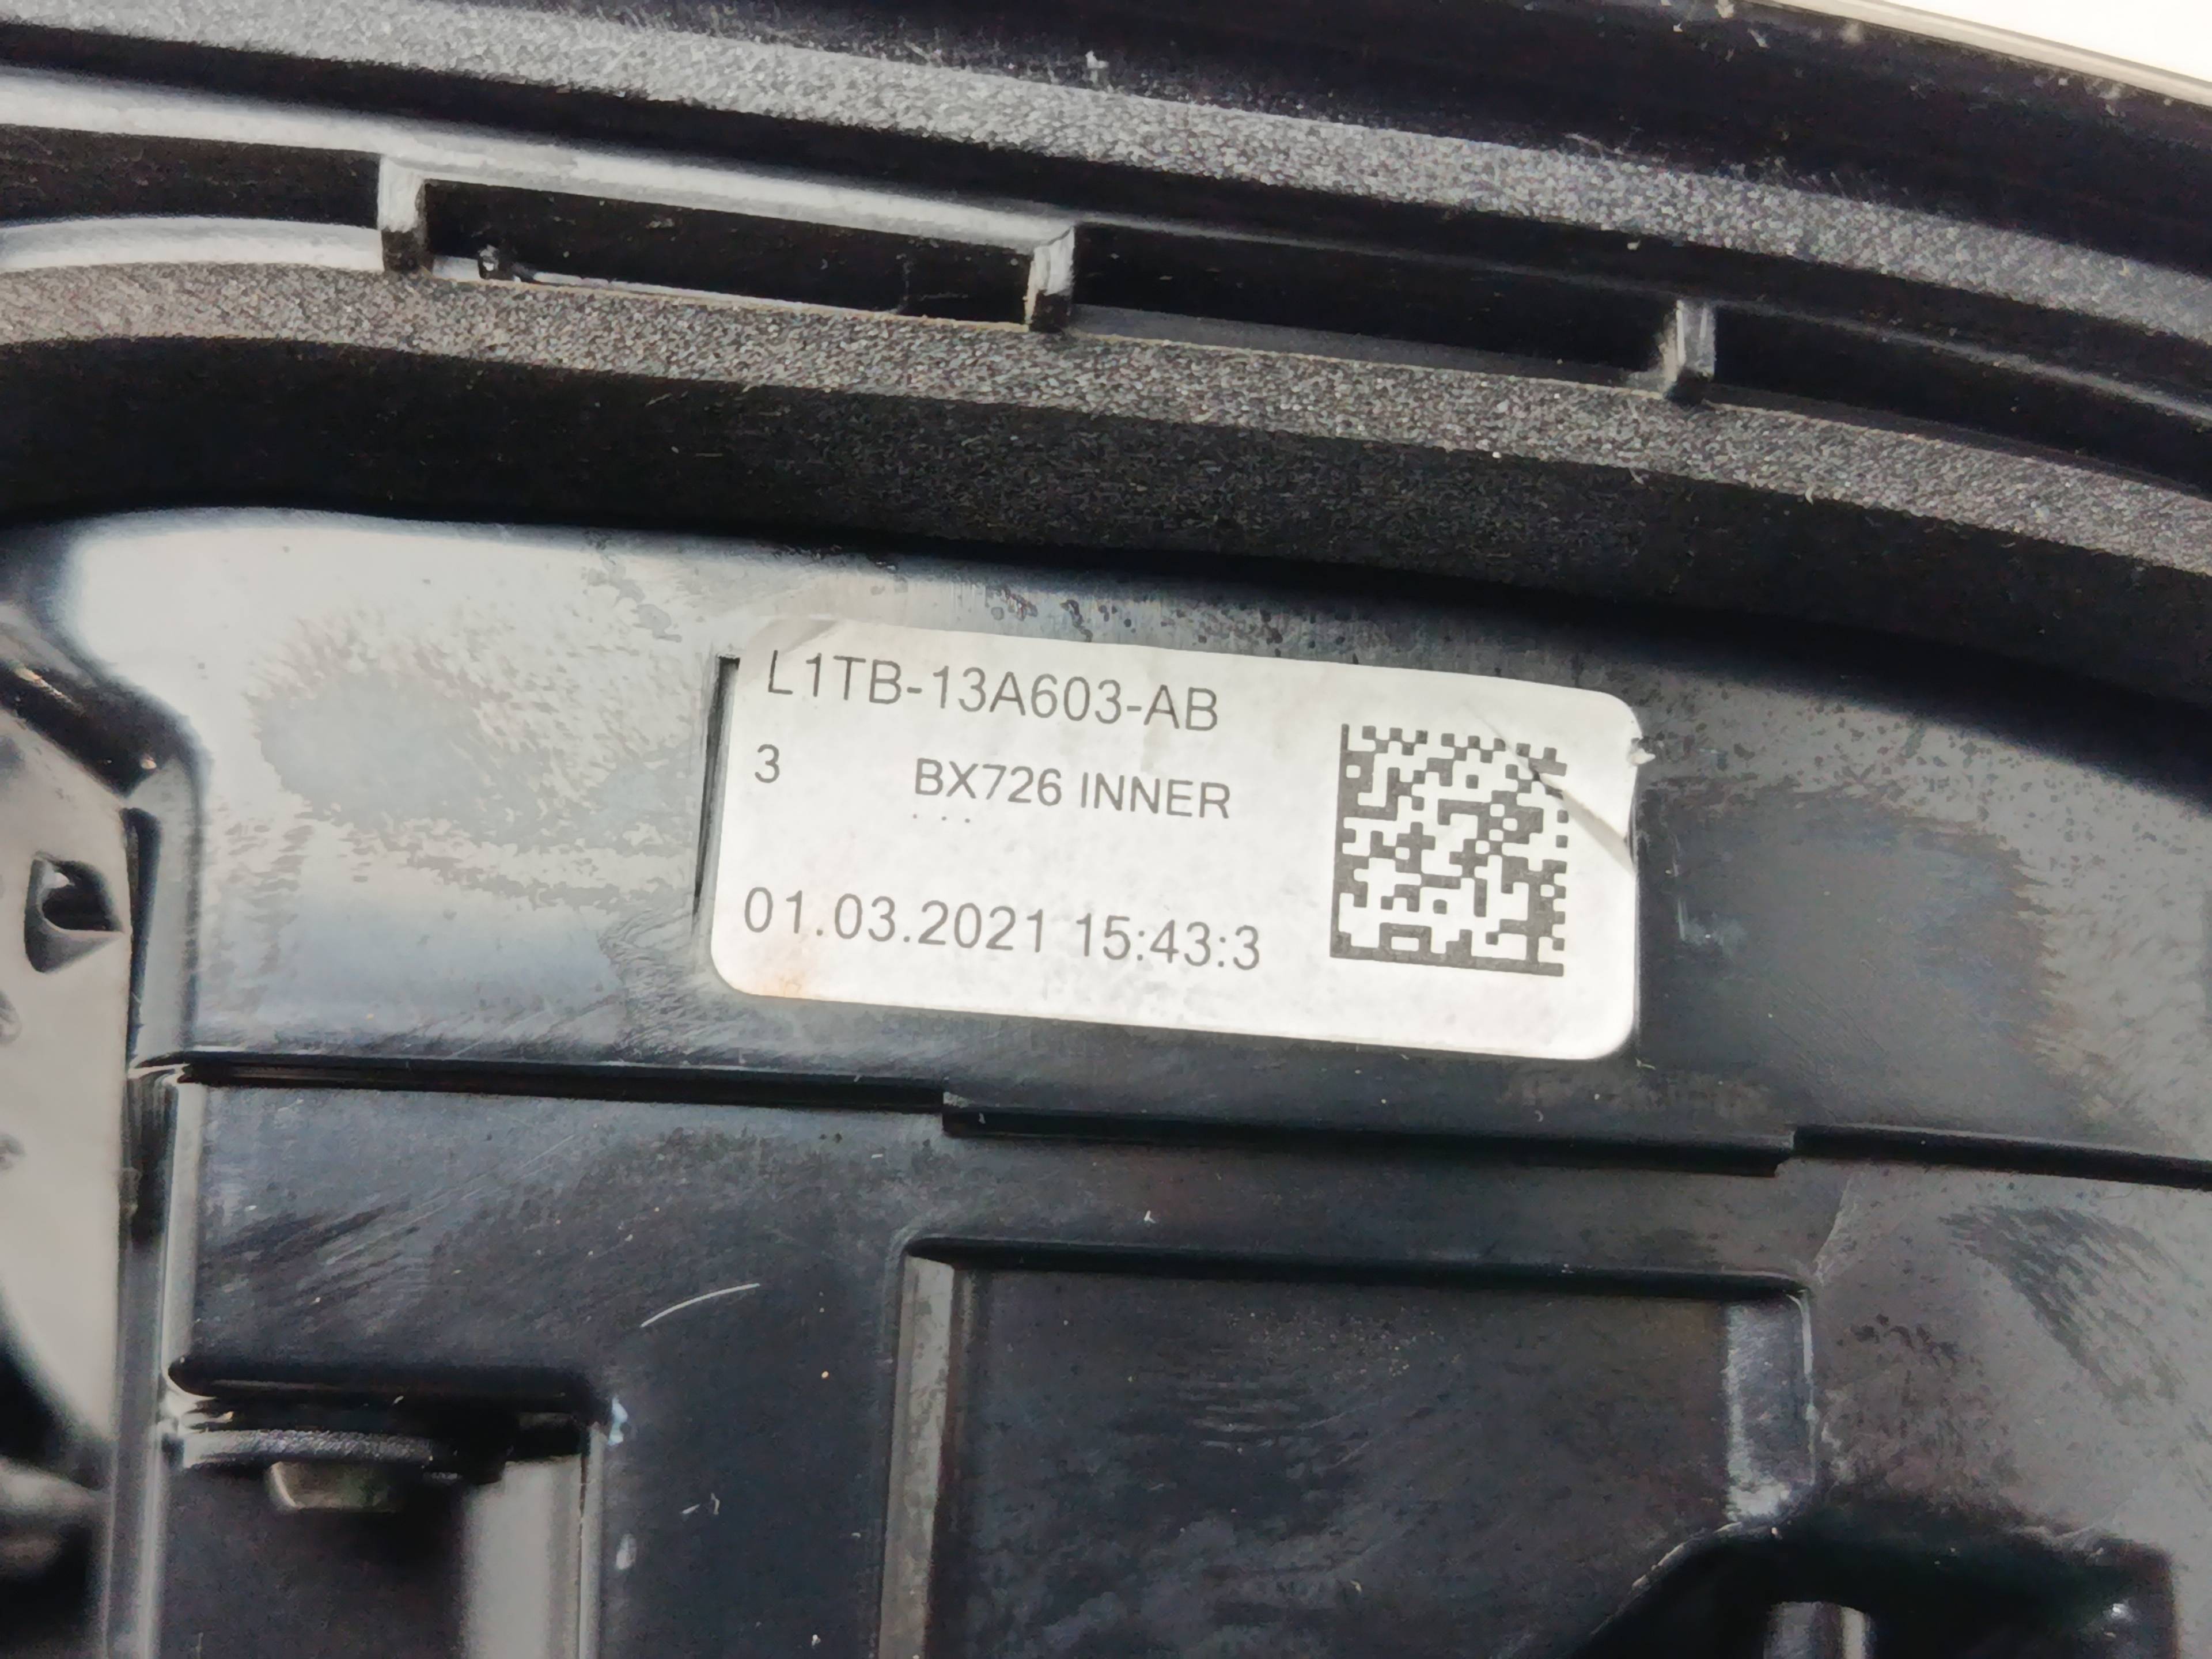 L1TB-13A603-AB
3 BX726 INNER
...
01.03.2021 15:43:3